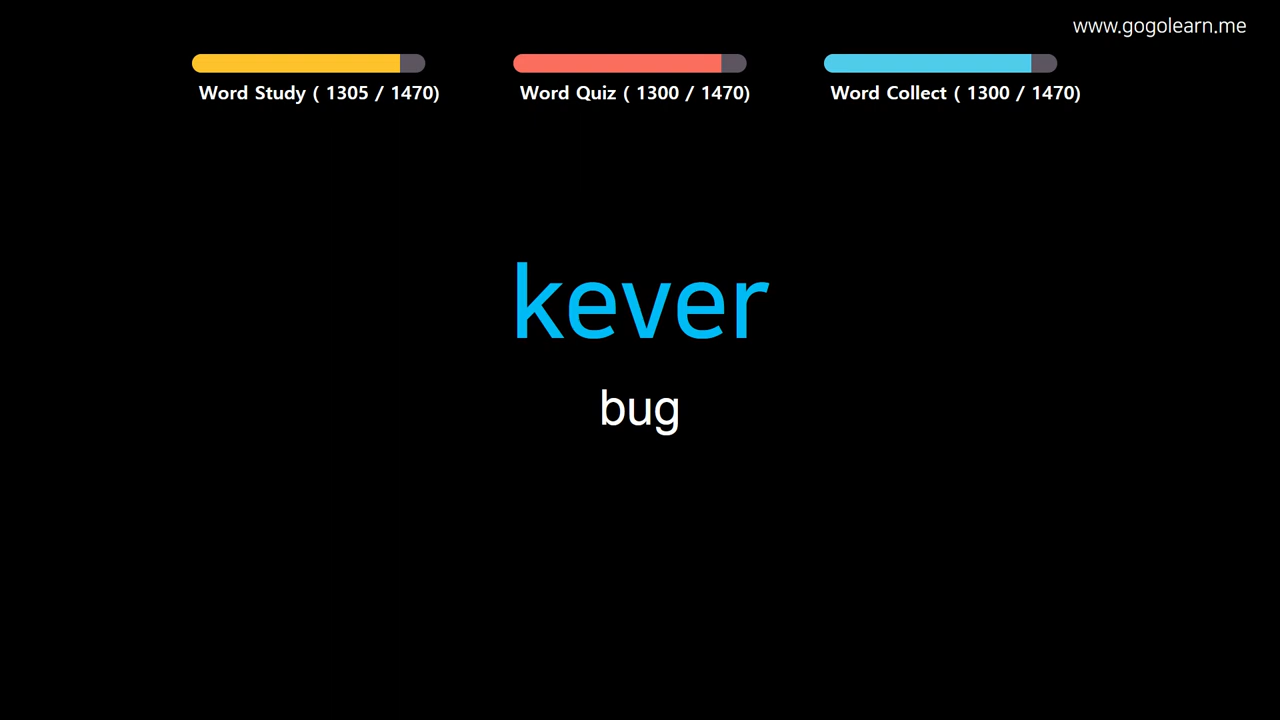 www.gogolearn.me
Word Study ( 1305 / 1470)
Word Quiz ( 1300 / 1470)
Word Collect ( 1300 / 1470)
kever
bug